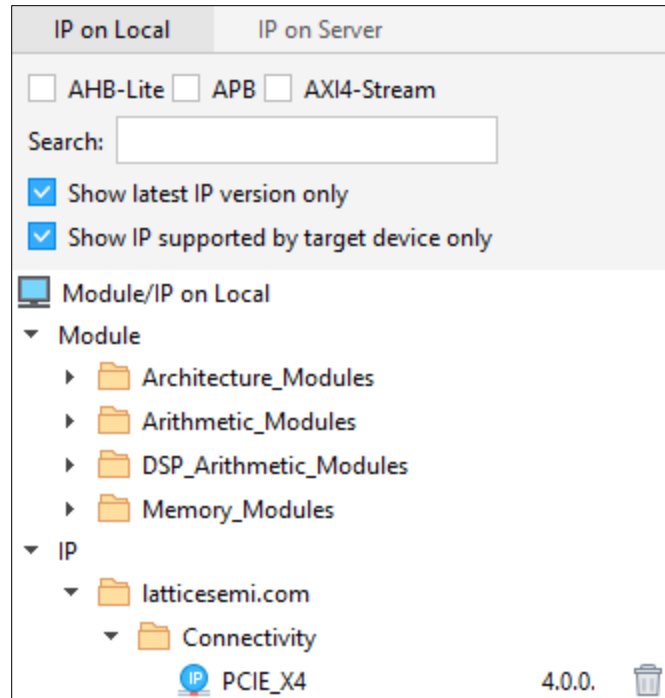 IP on Local IP on Server
AHB-Lite APB AXI4-Stream
Search:
Show latest IP version only
Show IP supported by target device only
Module/IP on Local
Module
Architecture_Modules
Arithmetic_Modules
DSP_Arithmetic_Modules
Memory_Modules
IP
latticesemi.com
Connectivity
IP PCIE_X4 4.0.0.